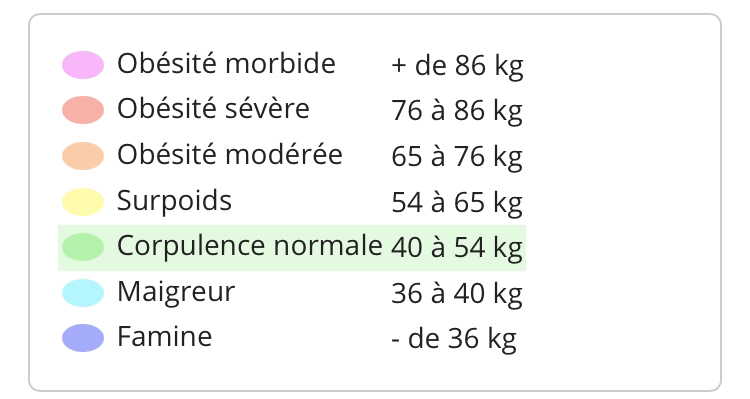 Obésité morbide + de 86 kg
Obésité sévère 76 à 86 kg
Obésité modérée 65 à 76 kg
Surpoids 54 à 65 kg
Corpulence normale 40 à 54 kg
Maigreur 36 à 40 kg
Famine - de 36 kg